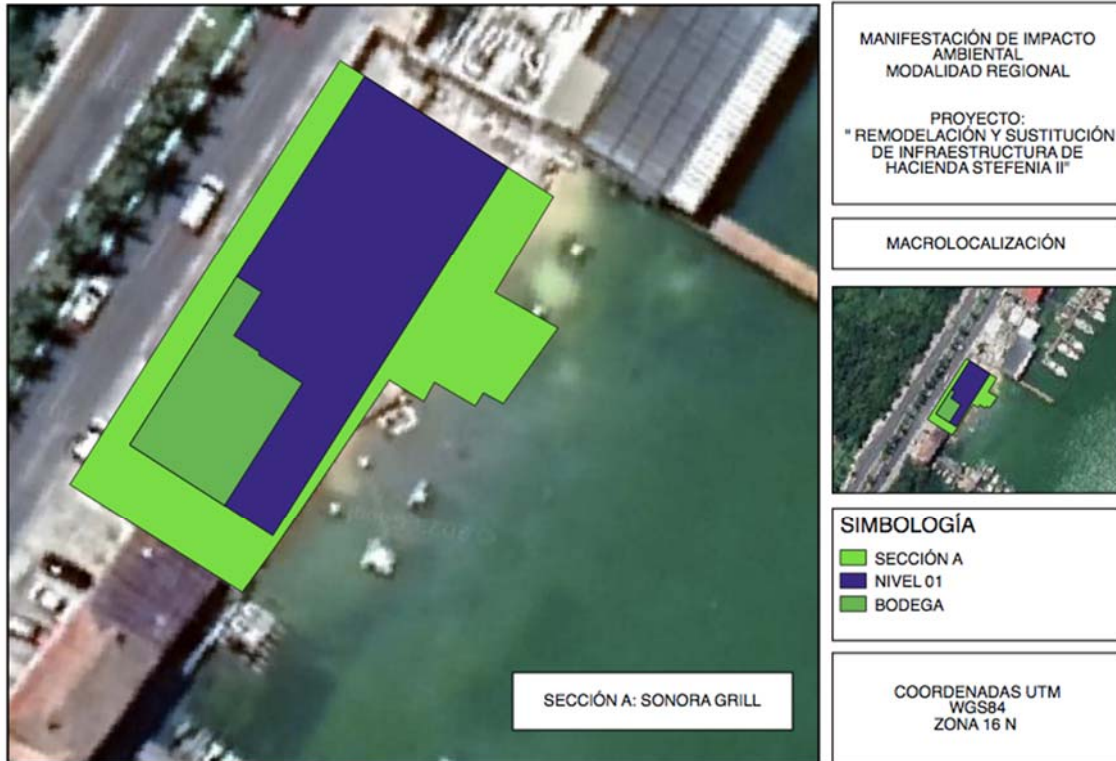 MANIFESTACIÓN DE IMPACTO
AMBIENTAL
MODALIDAD REGIONAL
PROYECTO:
" REMODELACIÓN Y SUSTITUCIÓN
DE INFRAESTRUCTURA DE
HACIENDA STEFENIA II"
MACROLOCALIZACIÓN
SIMBOLOGÍA
SECCIÓN A
NIVEL 01
BODEGA
SECCIÓN A: SONORA GRILL
COORDENADAS UTM
WGS84
ZONA 16 N